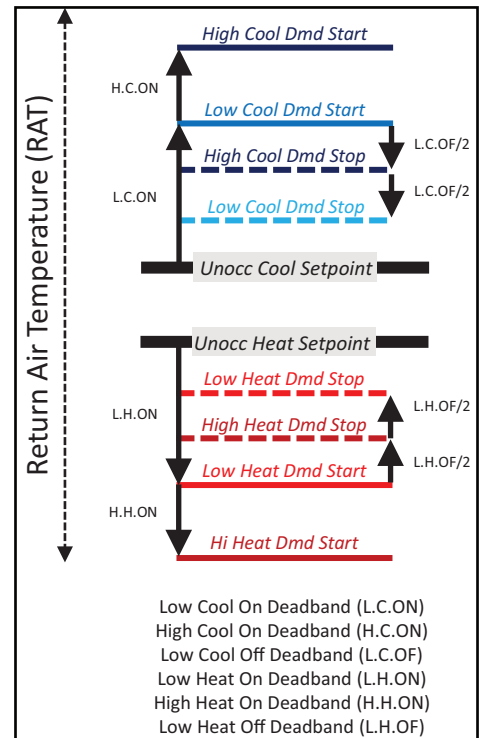 Return Air Temperature (RAT)
High Cool Dmd Start
H.C.ON
Low Cool Dmd Start
L.C.OF/2
High Cool Dmd Stop
L.C.ON
L.C.OF/2
Low Cool Dmd Stop
Unocc Cool Setpoint
Unocc Heat Setpoint
Low Heat Dmd Stop
L.H.ON
L.H.OF/2
High Heat Dmd Stop
L.H.OF/2
Low Heat Dmd Start
H.H.ON
Hi Heat Dmd Start
Low Cool On Deadband (L.C.ON)
High Cool On Deadband (H.C.ON)
Low Cool Off Deadband (L.C.OF)
Low Heat On Deadband (L.H.ON)
High Heat On Deadband (H.H.ON)
Low Heat Off Deadband (L.H.OF)